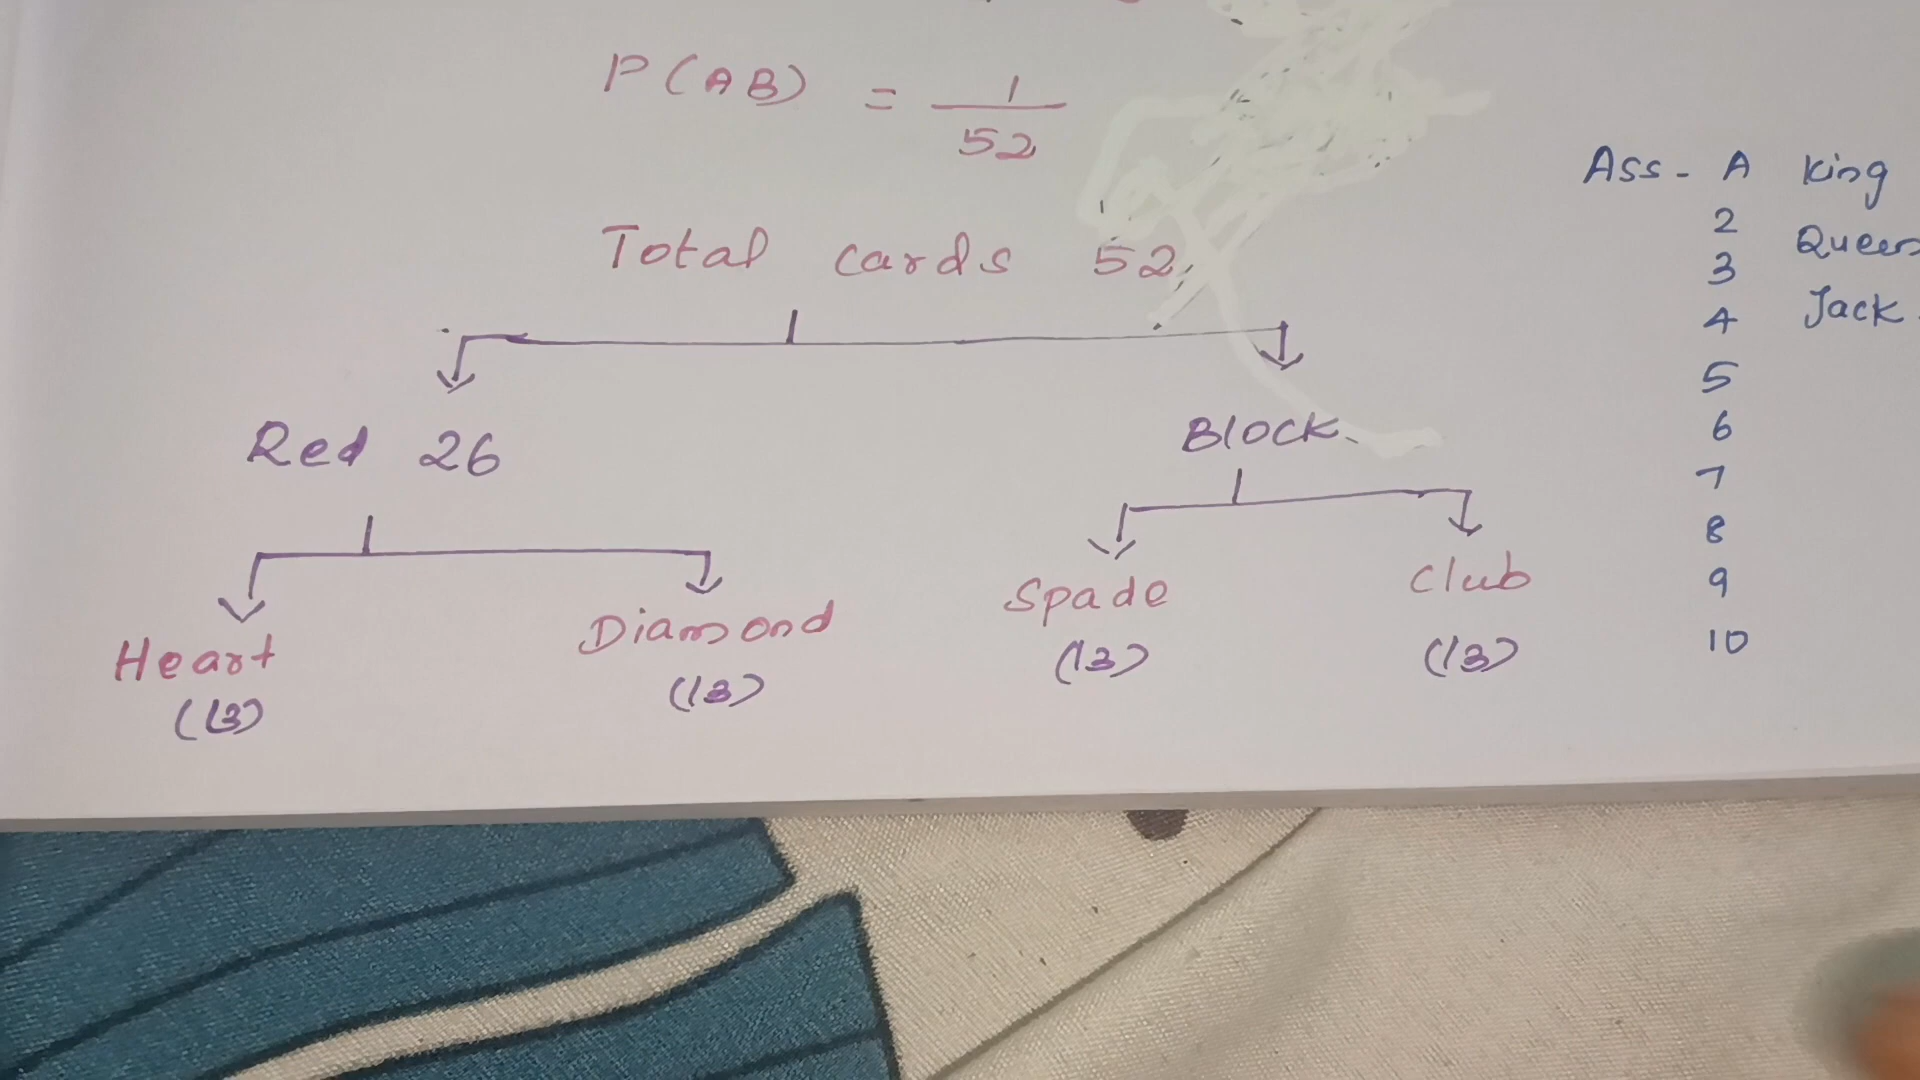 P(AB) = 1/52
Total cards 52
Red 26
Block
Heart
(13)
Diamond
(13)
Spade
(13)
Club
(13)
Ass - A King
2 Queen
3
4 Jack.
5
6
7
8
9
10